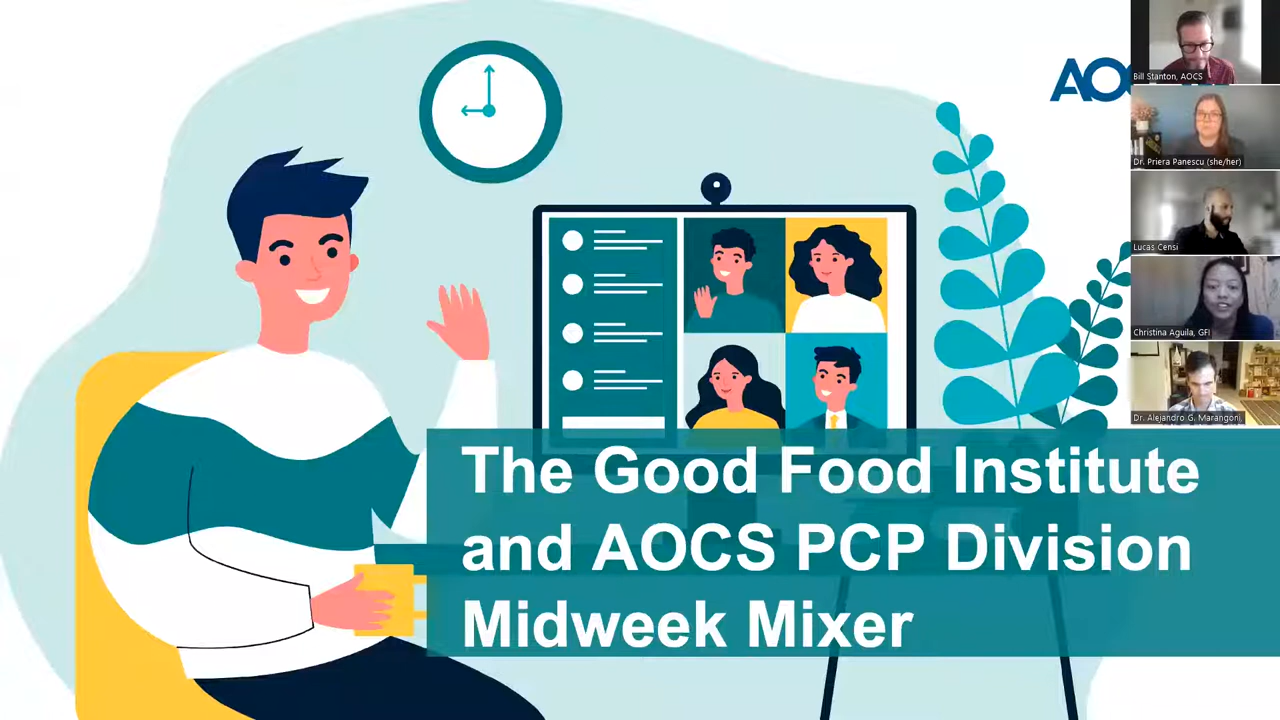 AO
Bill Stanton, AOCS
Dr. Priera Panescu (she/her)
Lucas Censi
Christina Aguila, GFI
Dr. Alejandro G. Marangoni,
The Good Food Institute
and AOCS PCP Division
Midweek Mixer